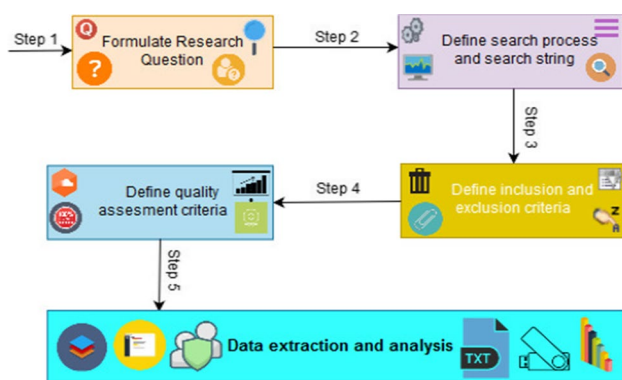 Step 1
Q
Formulate Research
Question
?
?
Step 2
Define search process
and search string
Step 3
Define inclusion and
exclusion criteria
Z
A
Step 4
Define quality
assesment criteria
Step 5
Data extraction and analysis
TXT